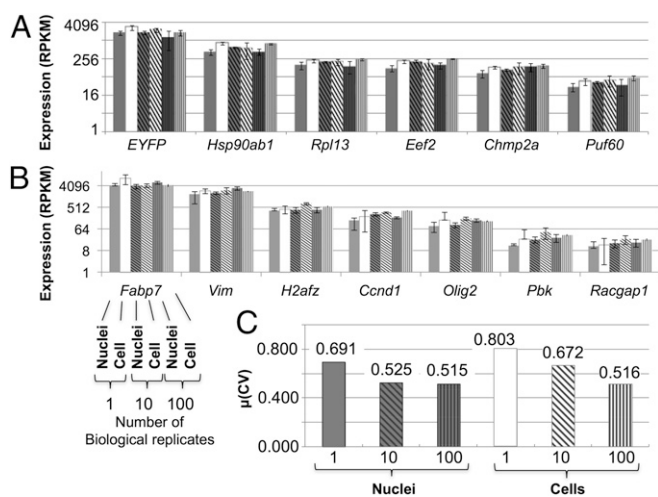 A
Expression (RPKM)
4096
256
16
1
EYFP Hsp90ab1 Rpl13 Eef2 Chmp2a Puf60
B
Expression (RPKM)
4096
512
64
8
1
Fabp7 Vim H2afz Ccnd1 Olig2 Pbk Racgap1
Nuclei Cell Nuclei Cell Nuclei Cell
1 10 100
Number of
Biological replicates
C
μ(CV)
0.800
0.400
0.000
0.691 0.525 0.515 0.803 0.672 0.516
1 10 100 1 10 100
Nuclei Cells